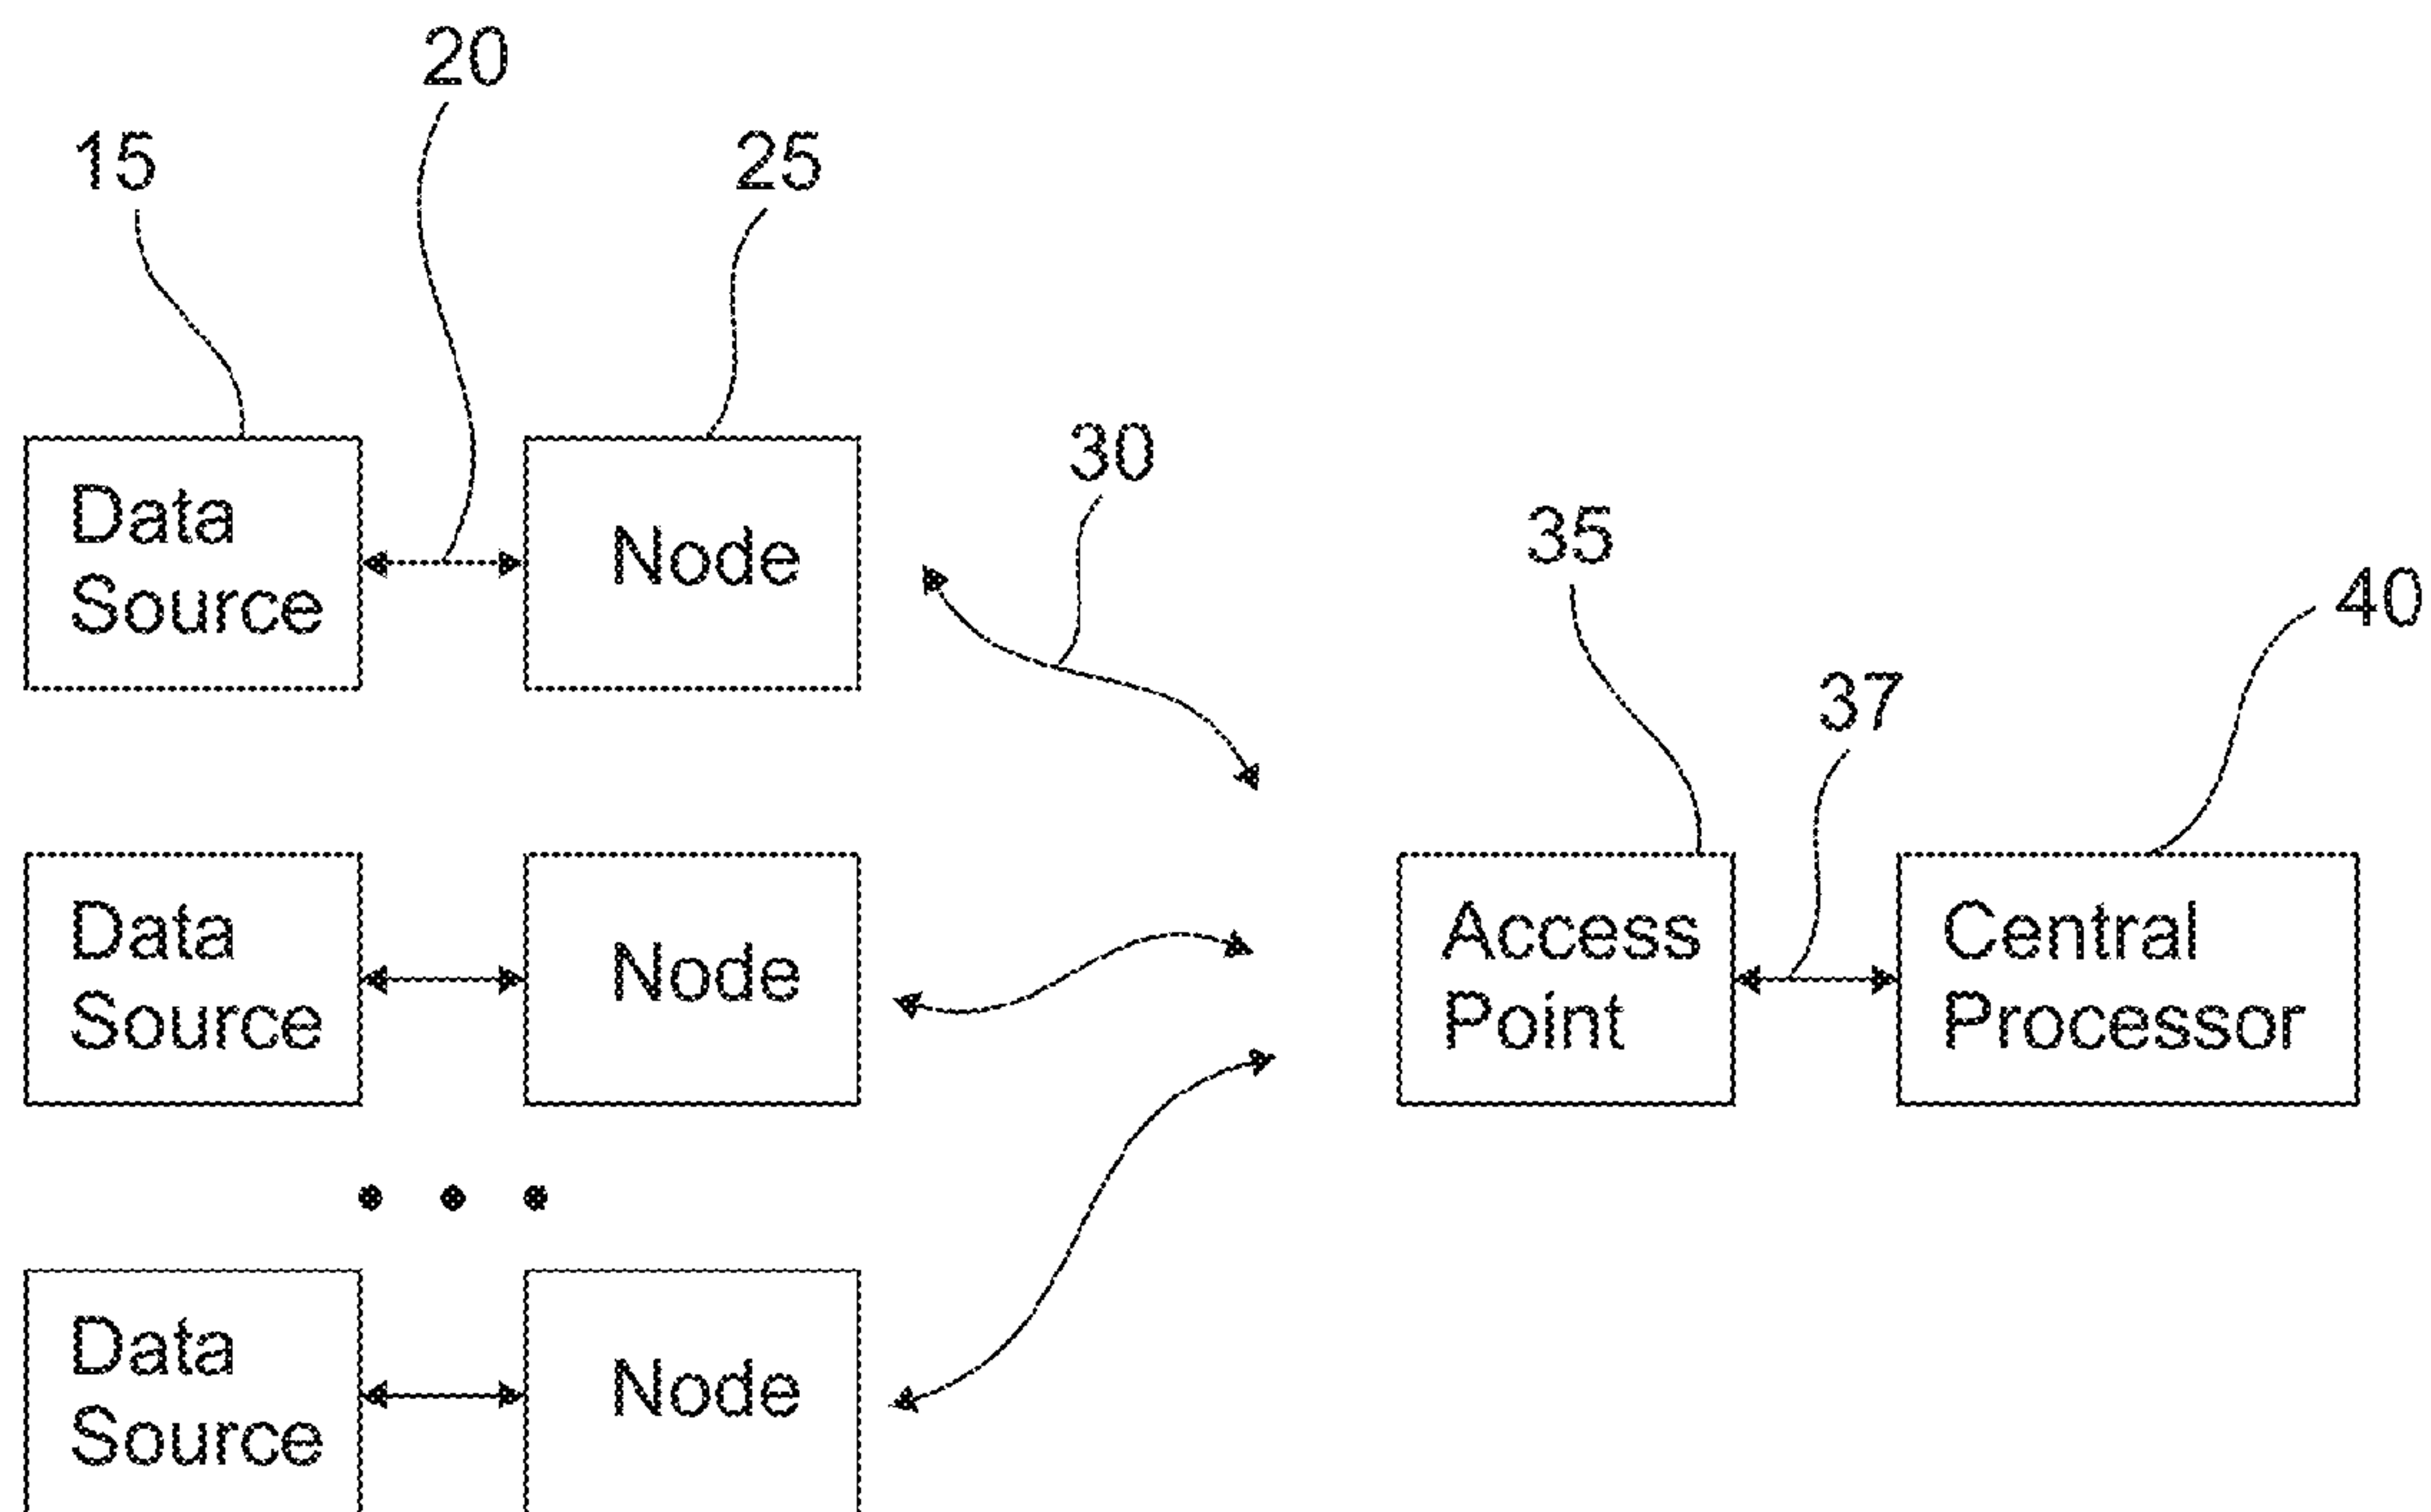 20
15
25
30
35
40
37
Data
Source
Node
Data
Source
Node
Access
Point
Central
Processor
Data
Source
Node